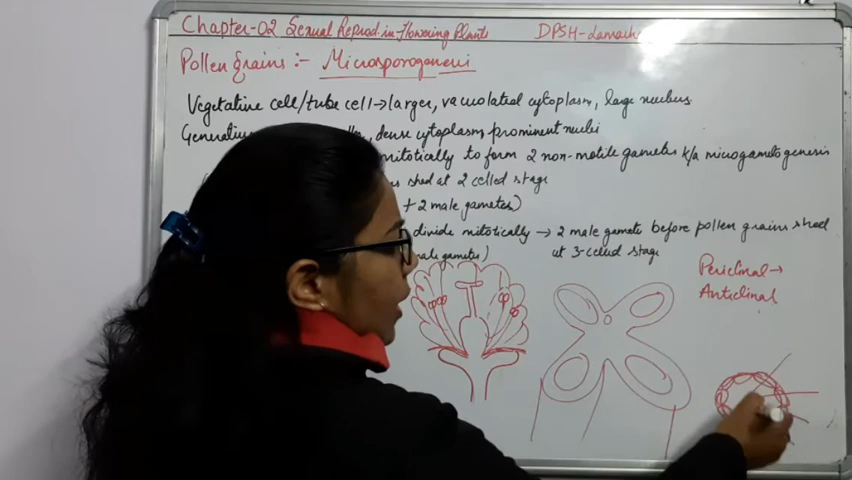 Chapter-02 Sexual Reprod in Flowering Plants DPSH-Lamach
Pollen Grains :- Microsporogenesis
Vegetative cell/tube cell → larger, vacuolated cytoplasm, large nucleus
Generative dense cytoplasm prominent nuclei
mitotically to form 2 non-motile gametes k/a microgametogenesis
shed at 2 celled stage
+ 2 male gametes)
divide mitotically → 2 male gamete before pollen grains shed
male gametes) at 3-celled stage
Periclinal →
Anticlinal